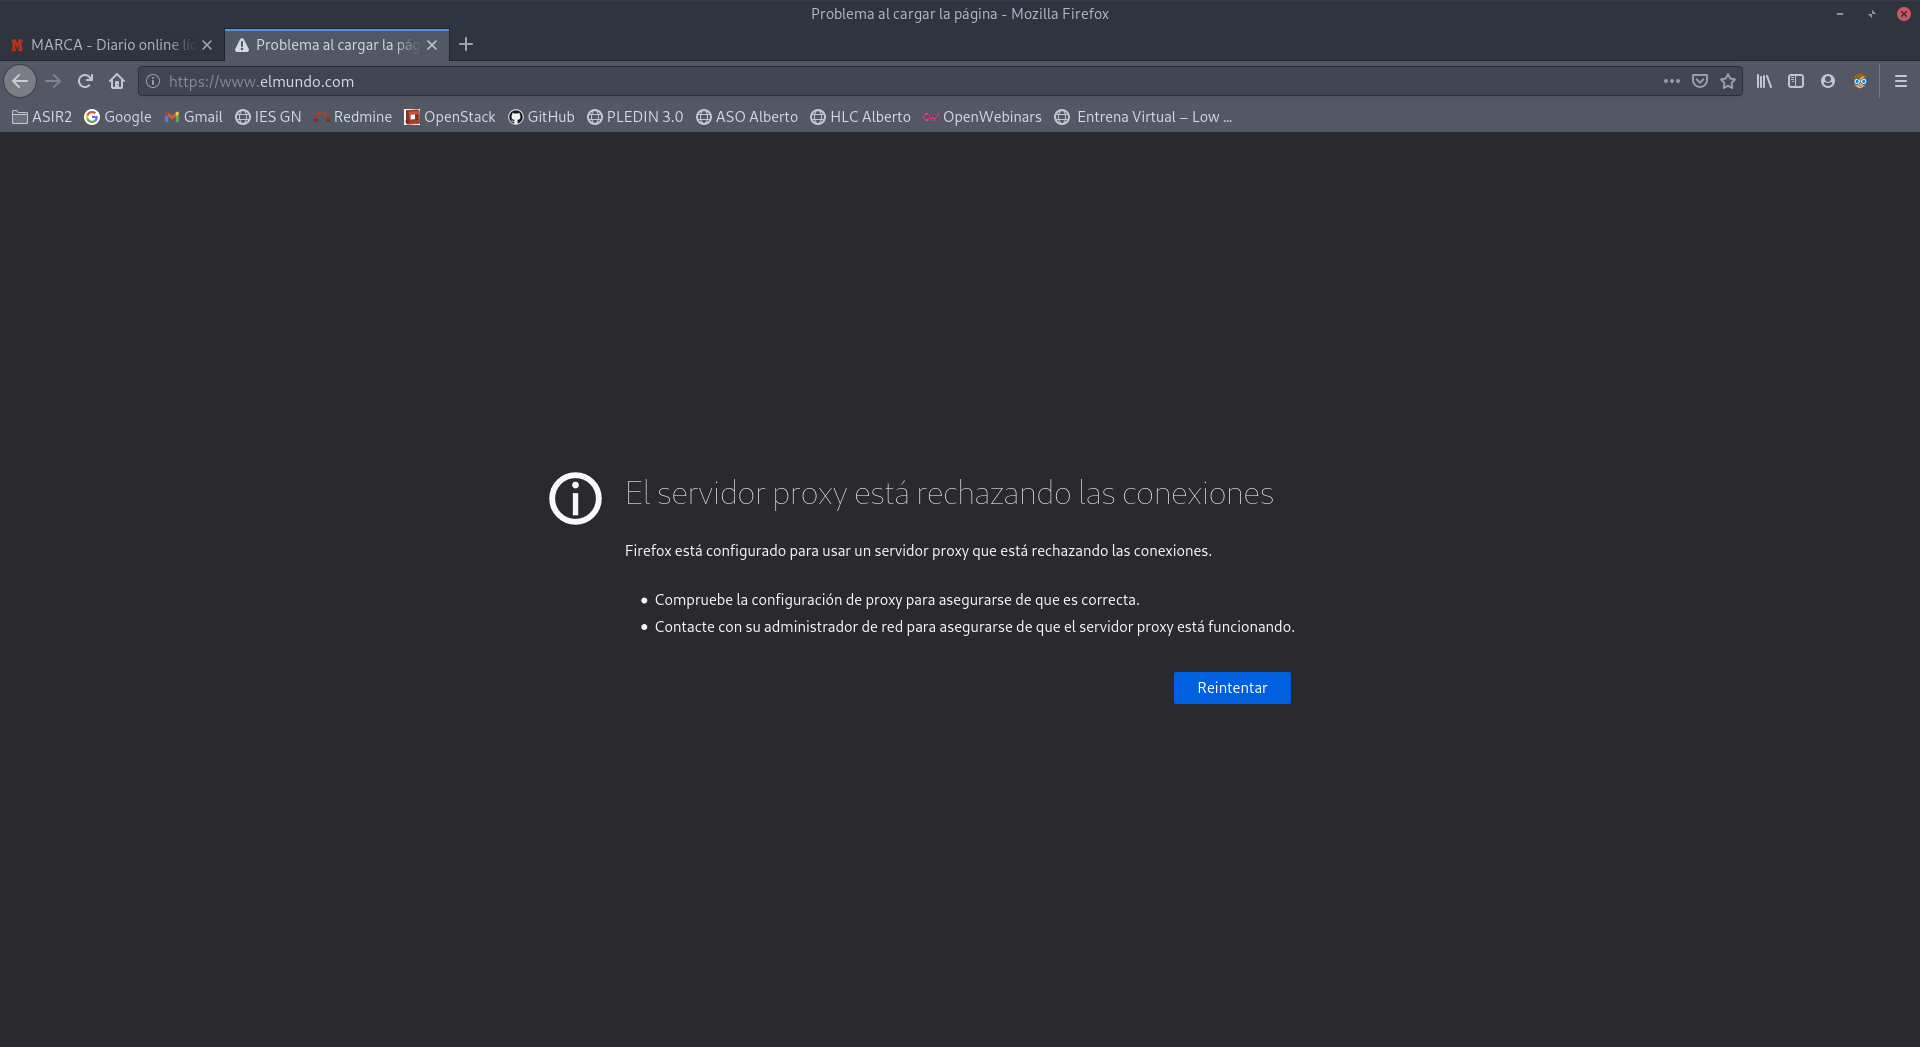 Problema al cargar la página - Mozilla Firefox
MARCA - Diario online lí
Problema al cargar la pág
https://www.elmundo.com
ASIR2 Google Gmail IES GN Redmine OpenStack GitHub PLEDIN 3.0 ASO Alberto HLC Alberto OpenWebinars Entrena Virtual – Low ...
El servidor proxy está rechazando las conexiones
Firefox está configurado para usar un servidor proxy que está rechazando las conexiones.
• Compruebe la configuración de proxy para asegurarse de que es correcta.
• Contacte con su administrador de red para asegurarse de que el servidor proxy está funcionando.
Reintentar